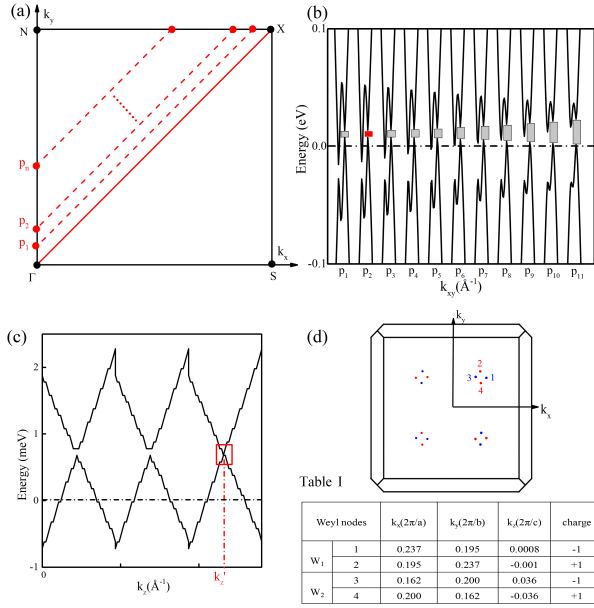 (a)
k_y
N
X
p_n
p_2
p_1
k_x
Γ
S
(b)
0.1
Energy (eV)
0.0
-0.1
p_1 p_2 p_3 p_4 p_5 p_6 p_7 p_8 p_9 p_10 p_11
k_xy(Å^-1)
(c)
2
Energy (meV)
1
0
-1
0
k_z(Å^-1)
k_z'
(d)
k_y
2
3 1
4
k_x
Table I
Weyl nodes k_x(2π/a) k_y(2π/b) k_z(2π/c) charge
W_1
1 0.237 0.195 0.0008 -1
2 0.195 0.237 -0.001 +1
W_2
3 0.162 0.200 0.036 -1
4 0.200 0.162 -0.036 +1